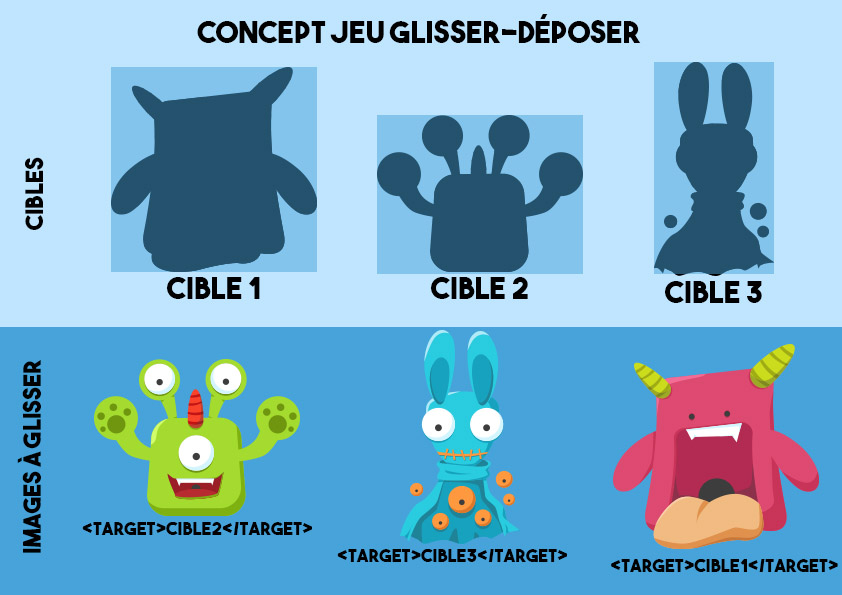 CONCEPT JEU GLISSER-DÉPOSER
CIBLES
CIBLE 1
CIBLE 2
CIBLE 3
IMAGES À GLISSER
<TARGET>CIBLE2</TARGET>
<TARGET>CIBLE3</TARGET>
<TARGET>CIBLE1</TARGET>